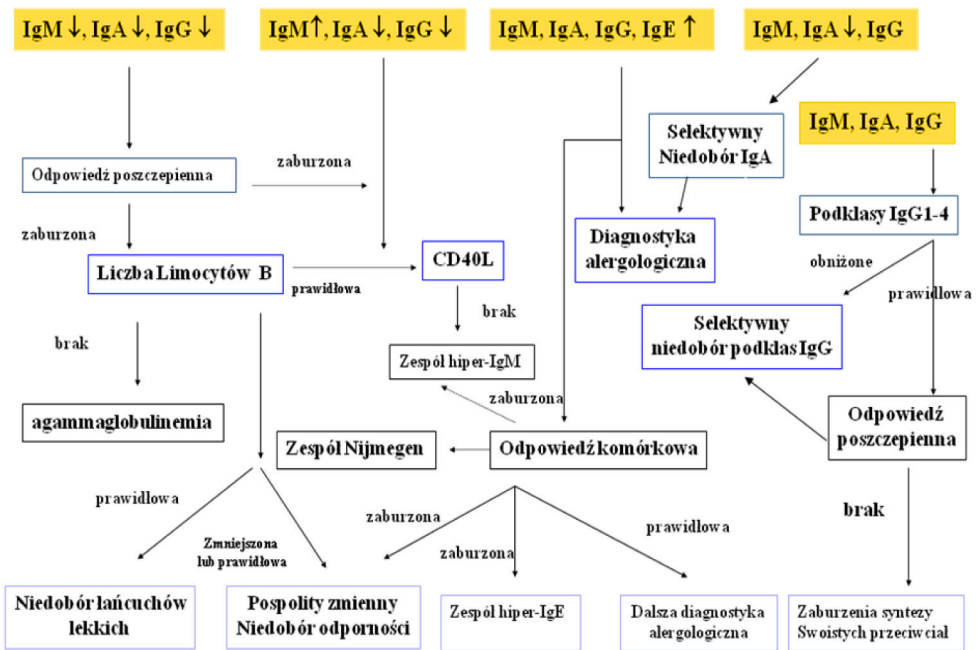 IgM ↓, IgA ↓, IgG ↓
IgM↑, IgA ↓, IgG ↓
IgM, IgA, IgG, IgE ↑
IgM, IgA ↓, IgG
IgM, IgA, IgG
Selektywny
Niedobór IgA
Odpowiedź poszczepienna
zaburzona
zaburzona
Podklasy IgG1-4
Diagnostyka
alergologiczna
CD40L
Liczba Limocytów B
prawidłowa
obniżone
prawidłowa
brak
Selektywny
niedobór podklas IgG
brak
Zespół hiper-IgM
zaburzona
agammaglobulinemia
Zespół Nijmegen
Odpowiedź komórkowa
Odpowiedź
poszczepienna
prawidłowa
Zmniejszona
lub prawidłowa
zaburzona
zaburzona
prawidłowa
brak
Niedobór łańcuchów
lekkich
Pospolity zmienny
Niedobór odporności
Zespół hiper-IgE
Dalsza diagnostyka
alergologiczna
Zaburzenia syntezy
Swoistych przeciwciał